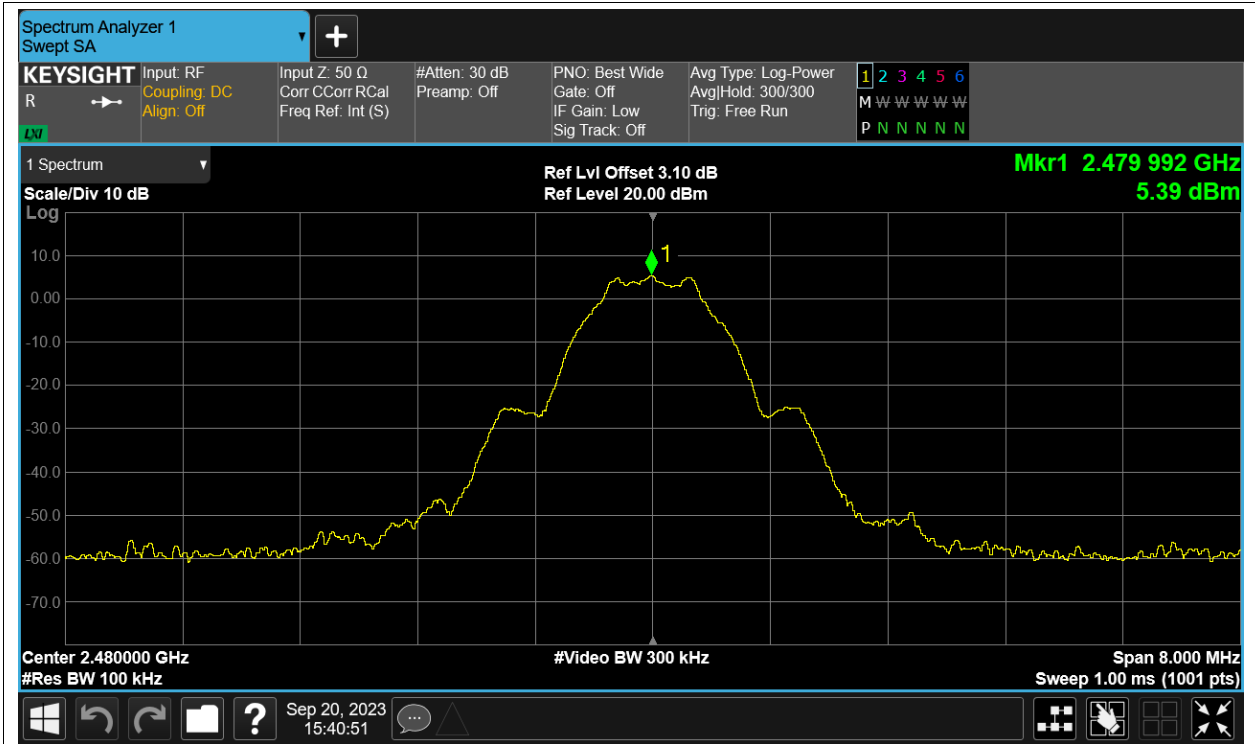 Spectrum Analyzer 1
Swept SA
KEYSIGHT
R
LXI
Input: RF
Coupling: DC
Align: Off
Input Z: 50 Ω
Corr CCorr RCal
Freq Ref: Int (S)
#Atten: 30 dB
Preamp: Off
PNO: Best Wide
Gate: Off
IF Gain: Low
Sig Track: Off
Avg Type: Log-Power
Avg|Hold: 300/300
Trig: Free Run
1 2 3 4 5 6
M W W W W W
P N N N N N
1 Spectrum
Scale/Div 10 dB
Log
Ref Lvl Offset 3.10 dB
Ref Level 20.00 dBm
Mkr1 2.479 992 GHz
5.39 dBm
1
10.0
0.00
-10.0
-20.0
-30.0
-40.0
-50.0
-60.0
-70.0
Center 2.480000 GHz
#Res BW 100 kHz
#Video BW 300 kHz
Span 8.000 MHz
Sweep 1.00 ms (1001 pts)
?
Sep 20, 2023
15:40:51